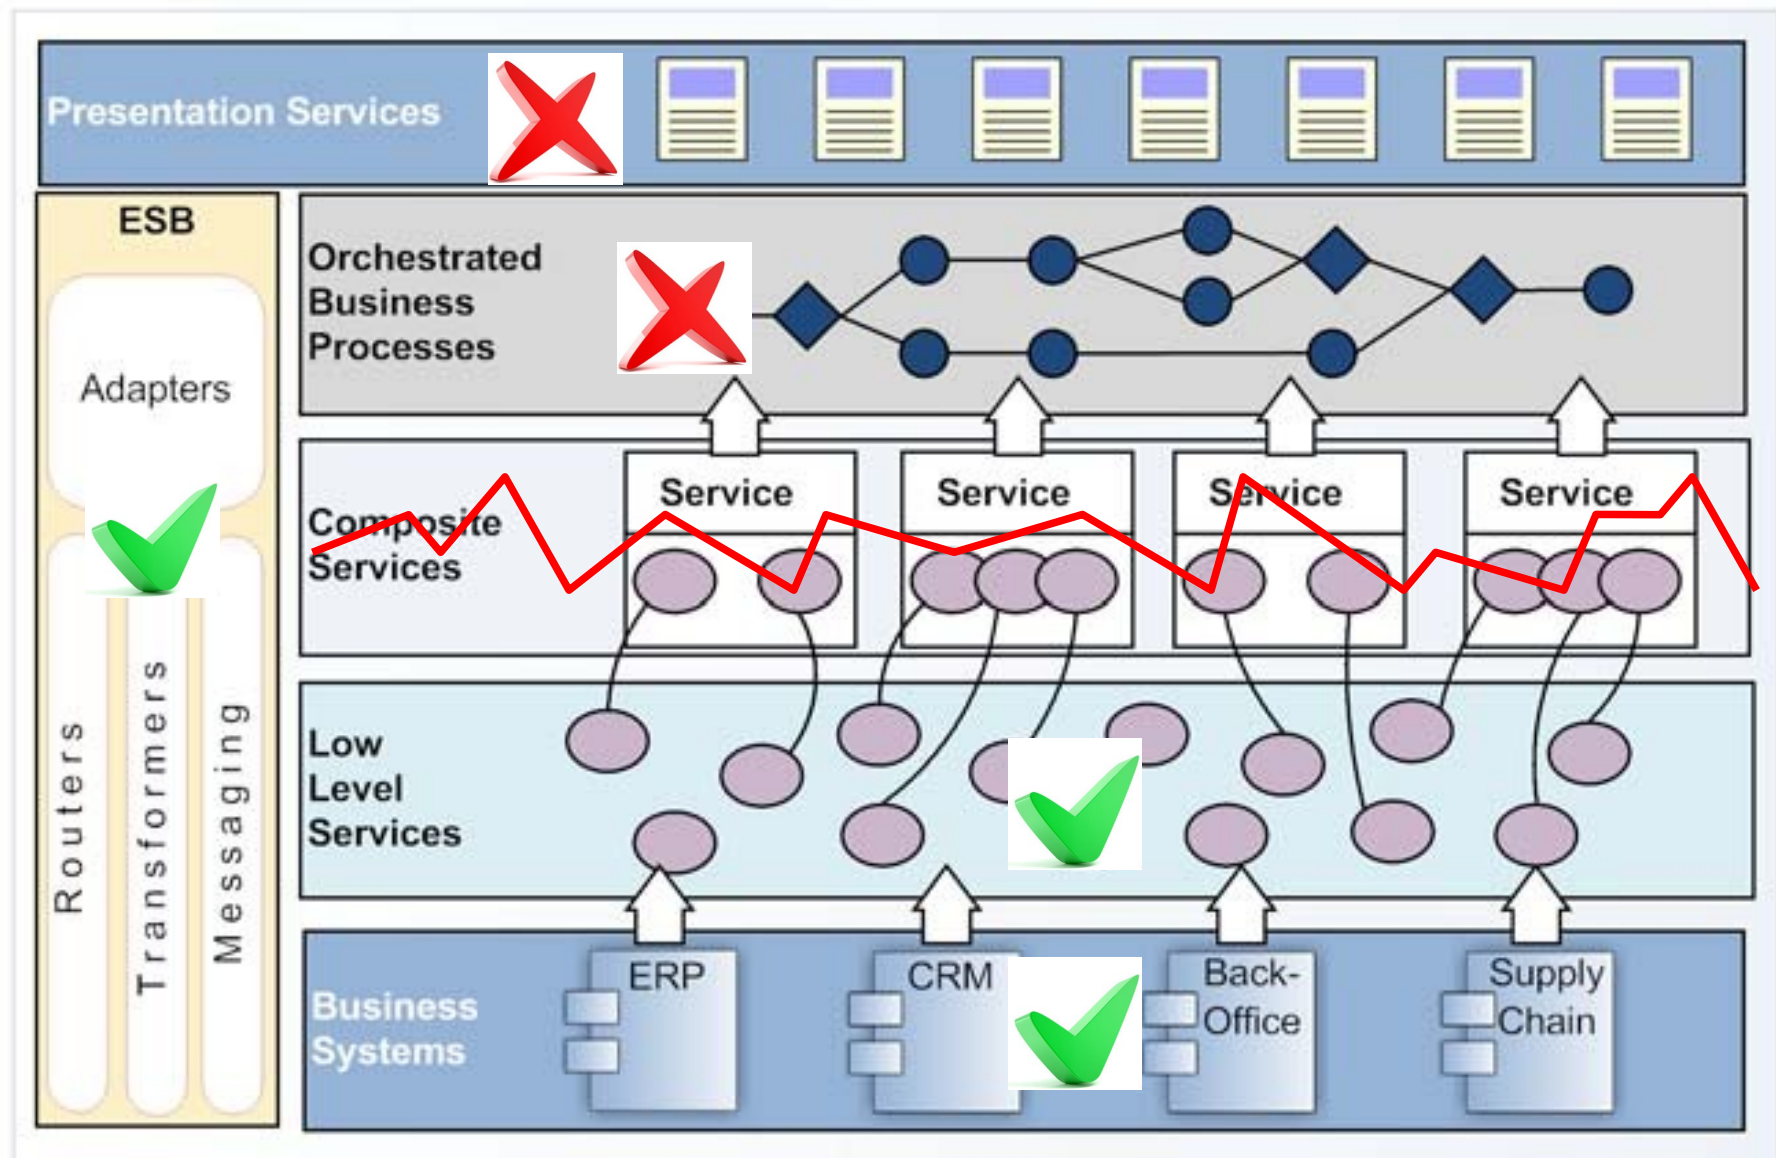 Presentation Services
ESB
Adapters
Routers
Transformers
Messaging
Orchestrated
Business
Processes
Composite
Services
Service
Service
Service
Service
Low
Level
Services
Business
Systems
ERP
CRM
Back-
Office
Supply
Chain